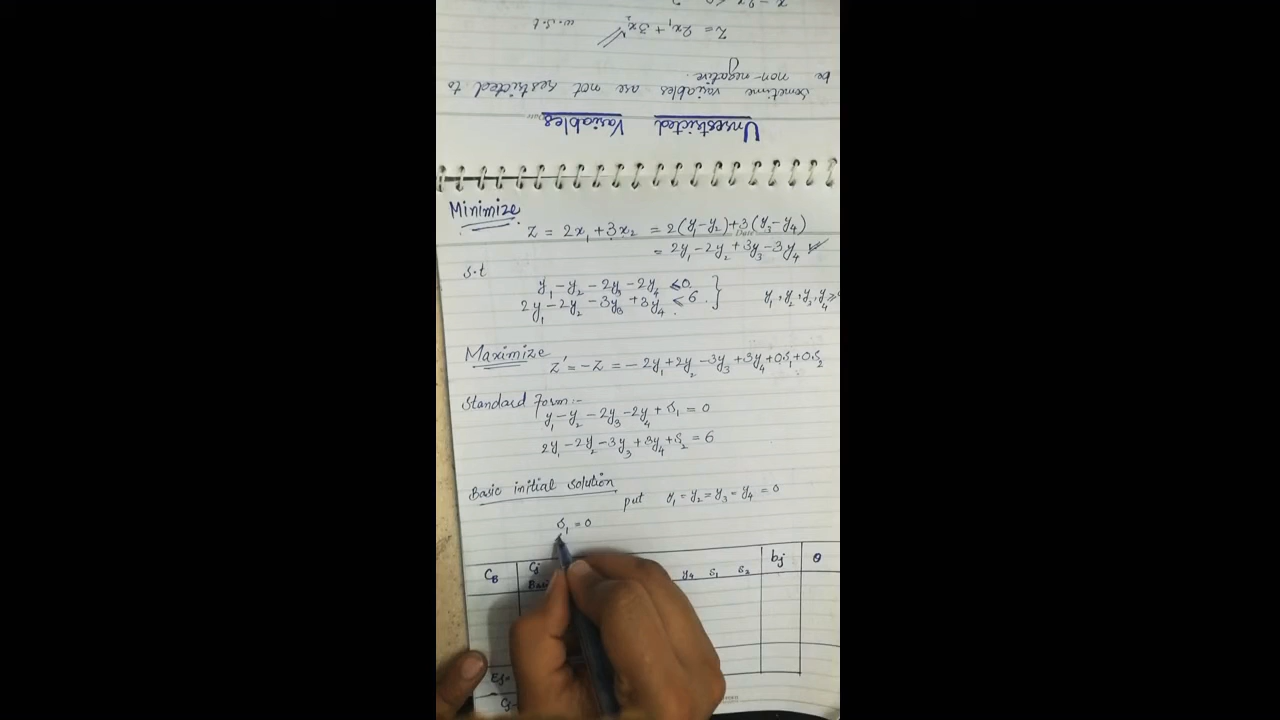 x - 2x ≤
Z = 2x₁ + 3x₂ w.s.t
be non-negative.
sometime variables are not restricted to
Unrestricted Variables
Minimize
Z = 2x₁ + 3x₂ = 2(y₁-y₂)+3(y₃-y₄)
= 2y₁ - 2y₂ + 3y₃ - 3y₄
s.t
y₁ - y₂ - 2y₃ - 2y₄ ≤ 0
2y₁ - 2y₂ - 3y₃ + 3y₄ ≤ 6 y₁, y₂, y₃, y₄ ≥
Maximize Z' = -Z = -2y₁+2y₂-3y₃+3y₄+0s₁+0s₂
Standard Form:-
y₁ - y₂ - 2y₃ - 2y₄ + s₁ = 0
2y₁ - 2y₂ - 3y₃ + 3y₄ + s₂ = 6
Basic initial solution put y₁ = y₂ = y₃ = y₄ = 0
s₁ = 0
C_B Cj y₄ s₁ s₂ bj θ
Ej=
Cj-